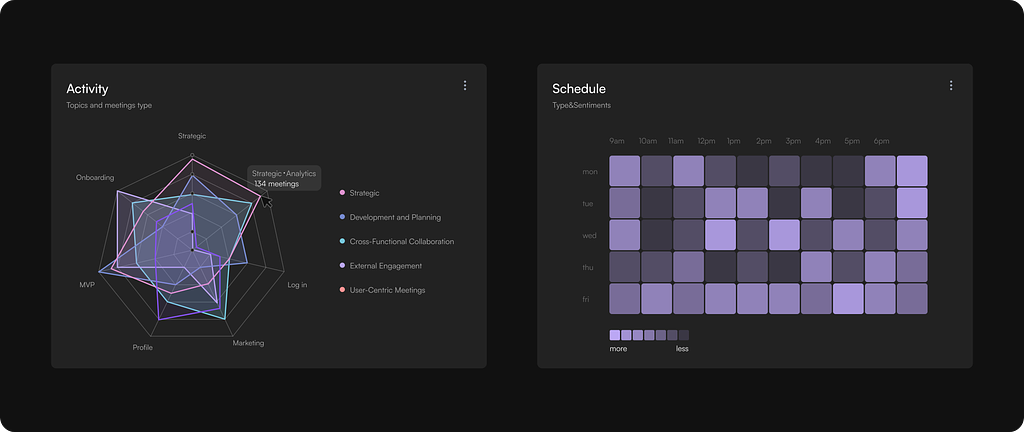 Activity
Topics and meetings type
Strategic
Onboarding
Strategic•Analytics
134 meetings
MVP
Log in
Profile
Marketing
Strategic
Development and Planning
Cross-Functional Collaboration
External Engagement
User-Centric Meetings
Schedule
Type&Sentiments
9am 10am 11am 12pm 1pm 2pm 3pm 4pm 5pm 6pm
mon
tue
wed
thu
fri
more less